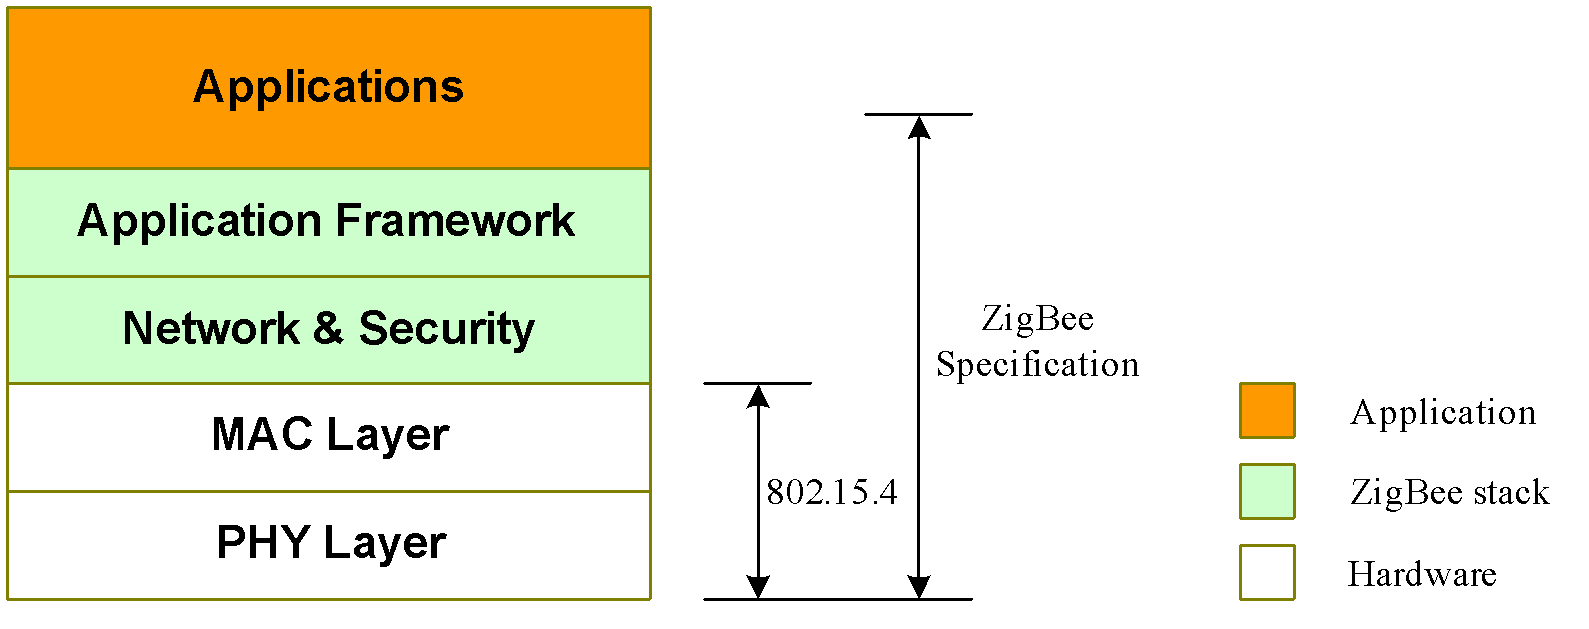 Applications
Application Framework
Network & Security
MAC Layer
PHY Layer
802.15.4
ZigBee
Specification
Application
ZigBee stack
Hardware